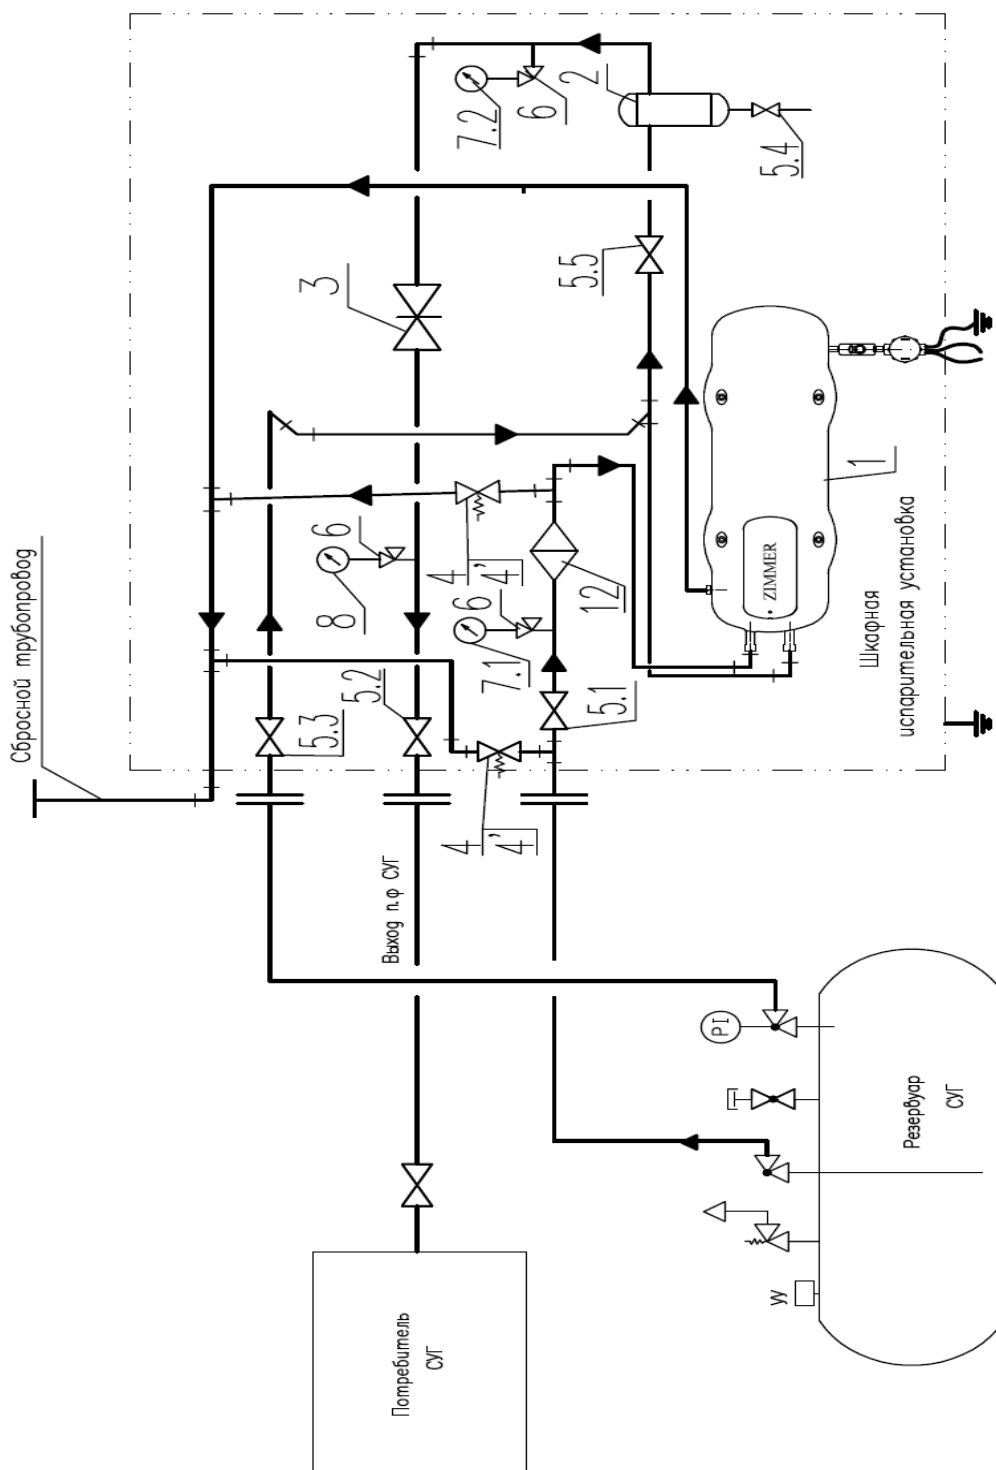 Сбросной трубопровод
7.2
6
2
5.4
3
5.5
8
6
4
4'
7.1
6
12
1
ZIMMER
Шкафная
испарительная установка
5.3
5.2
5.1
4
4'
Выход п.ф СУГ
PI
Резервуар
СУГ
УУ
Потребитель
СУГ